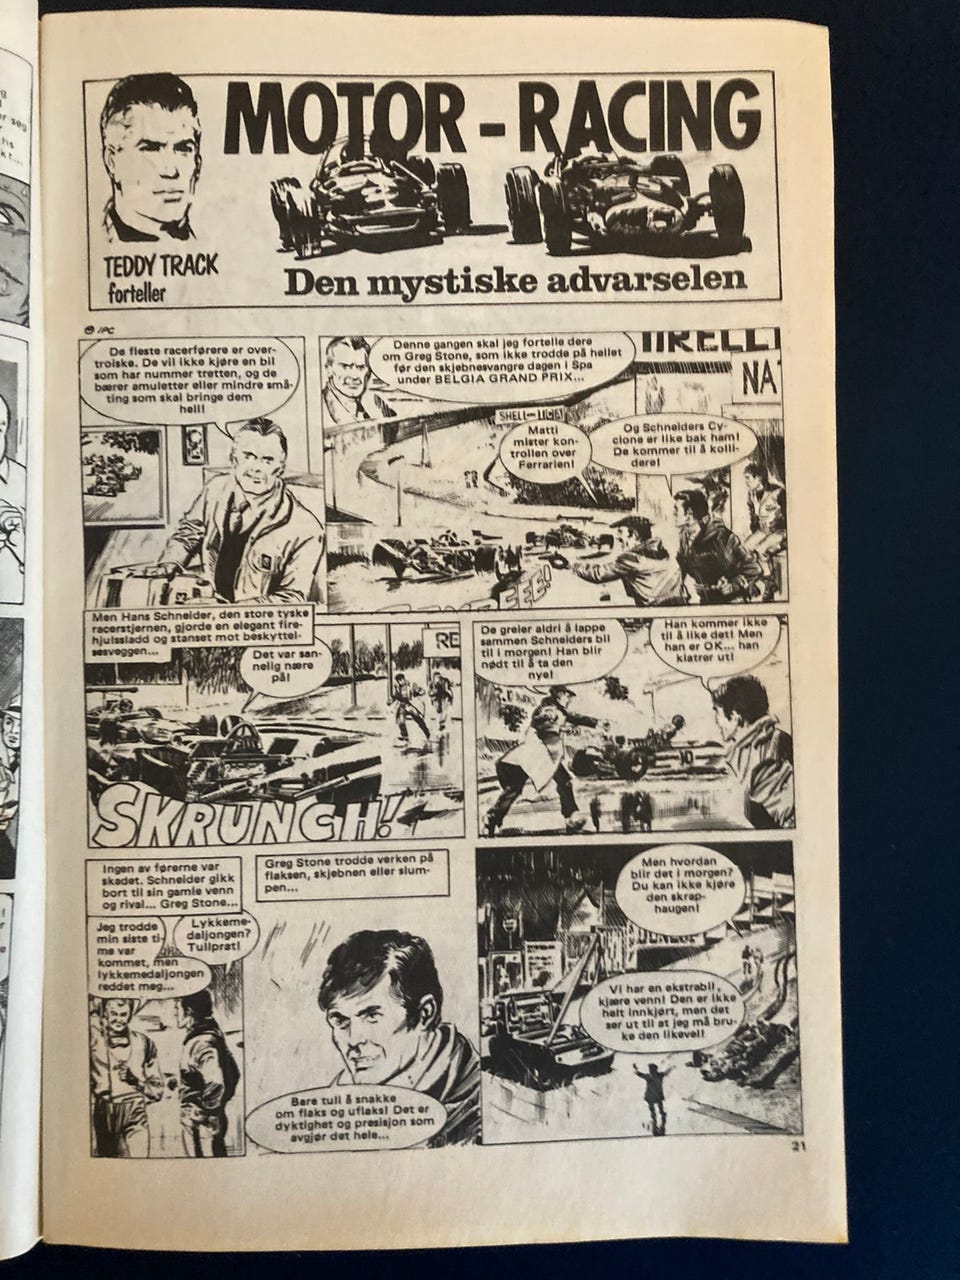 MOTOR-RACING
TEDDY TRACK
forteller
Den mystiske advarselen
© IPC
De fleste racerførere er over-
troiske. De vil ikke kjøre en bil
som har nummer tretten, og de
bærer amuletter eller mindre små-
ting som skal bringe dem
hell!
Denne gangen skal jeg fortelle dere
om Greg Stone, som ikke trodde på hellet
før den skjebnesvangre dagen i Spa
under BELGIA GRAND PRIX...
IRELLI
NA
SHELL
Matti
mister kon-
trollen over
Ferrarien!
Og Schneiders Cy-
clone er like bak ham!
De kommer til å kolli-
dere!
EEE!
Men Hans Schneider, den store tyske
racerstjernen, gjorde en elegant fire-
hjulssladd og stanset mot beskyttel-
sesveggen...
Det var san-
nelig nære
på!
RE
SKRUNCH!
De greier aldri å lappe
sammen Schneiders bil
til i morgen! Han blir
nødt til å ta den
nye!
Han kommer ikke
til å like det! Men
han er OK... han
klatrer ut!
10
Ingen av førerne var
skadet. Schneider gikk
bort til sin gamle venn
og rival... Greg Stone...
Jeg trodde
min siste ti-
me var
kommet, men
lykkemedaljongen
reddet meg...
Lykkeme-
daljongen?
Tullprat!
Greg Stone trodde verken på
flaksen, skjebnen eller slum-
pen...
Bare tull å snakke
om flaks og uflaks! Det er
dyktighet og presisjon som
avgjør det hele...
Men hvordan
blir det i morgen?
Du kan ikke kjøre
den skrap-
haugen!
DUNLOP
Vi har en ekstrabil,
kjære venn! Den er ikke
helt innkjørt, men det
ser ut til at jeg må bru-
ke den likevel!
21